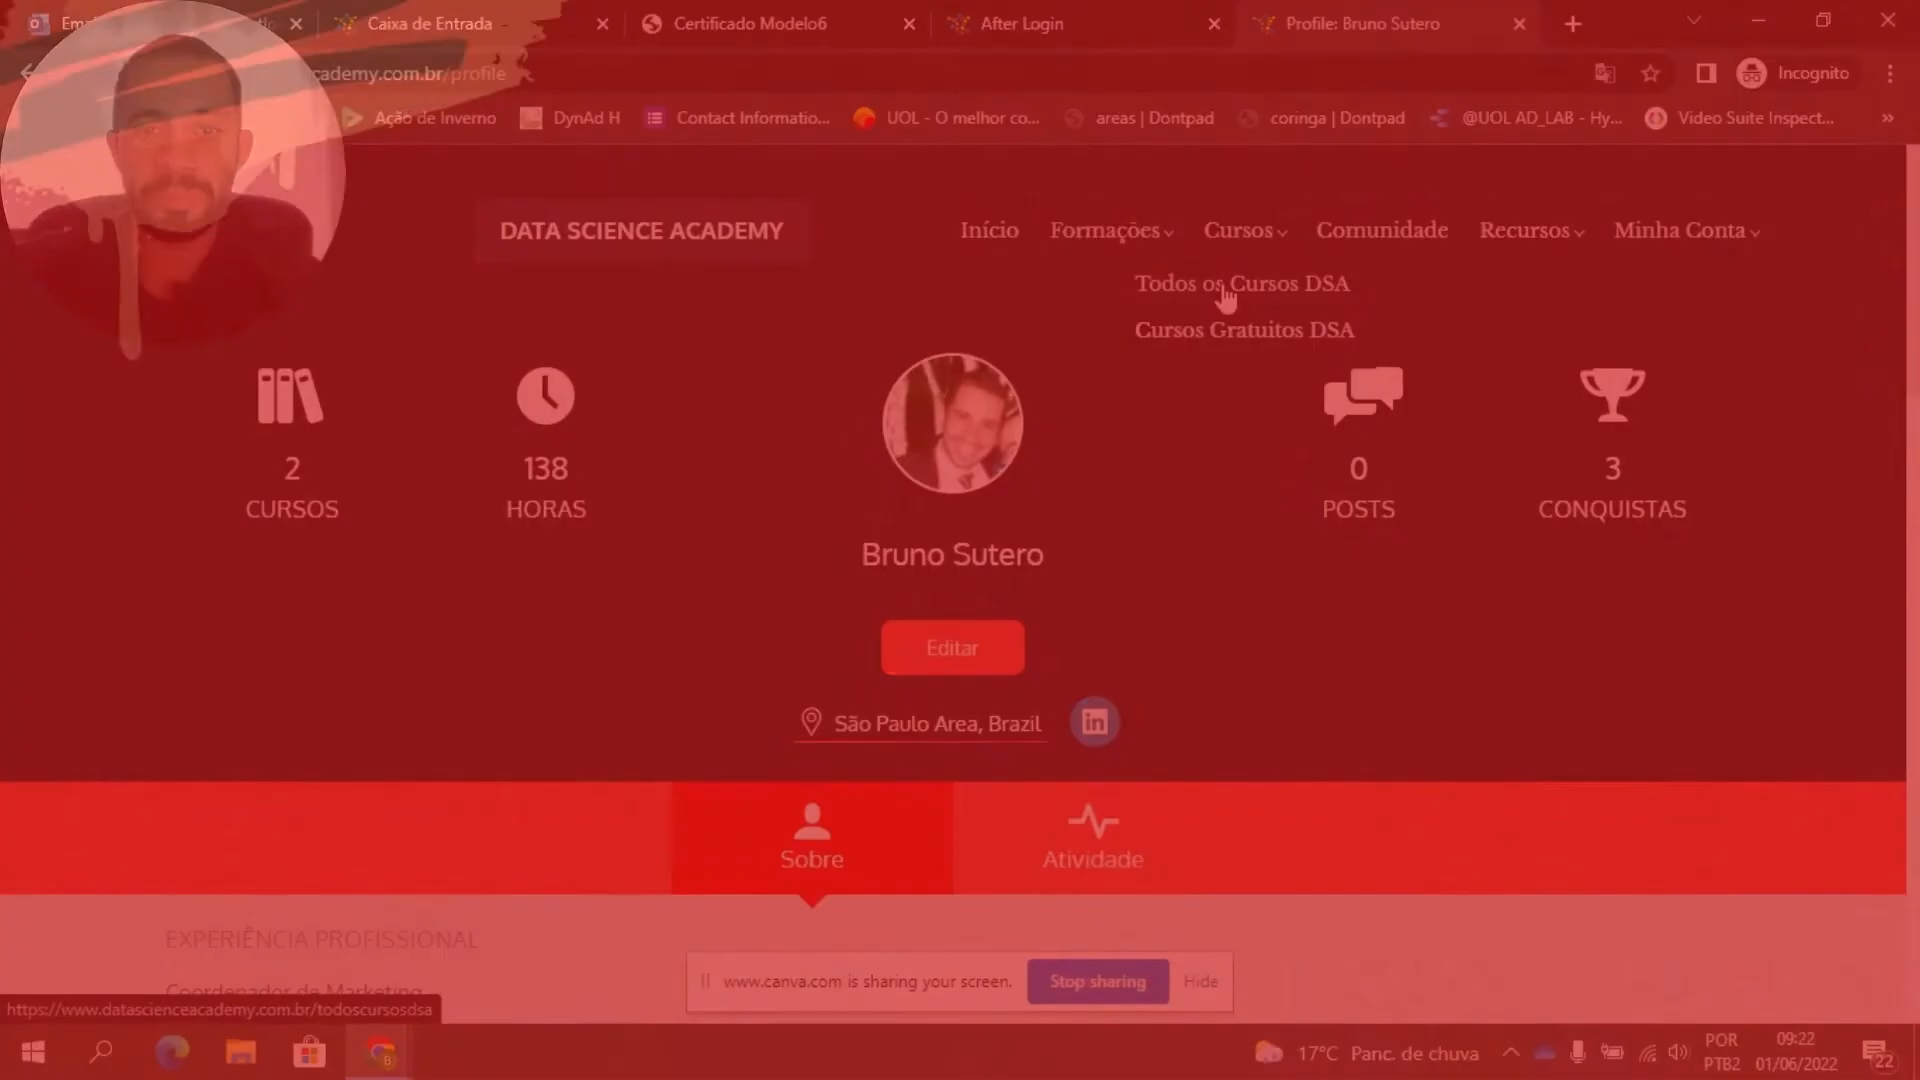 Caixa de Entrada
Certificado Modelo6
After Login
Profile: Bruno Sutero
cademy.com.br/profile
Incognito
Ação de Inverno
DynAd H
Contact Informatio...
UOL - O melhor co...
areas | Dontpad
coringa | Dontpad
@UOL AD_LAB - Hy...
Video Suite Inspect...
»
DATA SCIENCE ACADEMY
Início
Formações
Cursos
Comunidade
Recursos
Minha Conta
Todos os Cursos DSA
Cursos Gratuitos DSA
2
CURSOS
138
HORAS
0
POSTS
3
CONQUISTAS
Bruno Sutero
Editar
São Paulo Area, Brazil
in
Sobre
Atividade
EXPERIÊNCIA PROFISSIONAL
Coordenador de Marketing
www.canva.com is sharing your screen.
Stop sharing
Hide
https://www.datascienceacademy.com.br/todoscursosdsa
17°C Panc. de chuva
POR
PTB2
09:22
01/06/2022
22